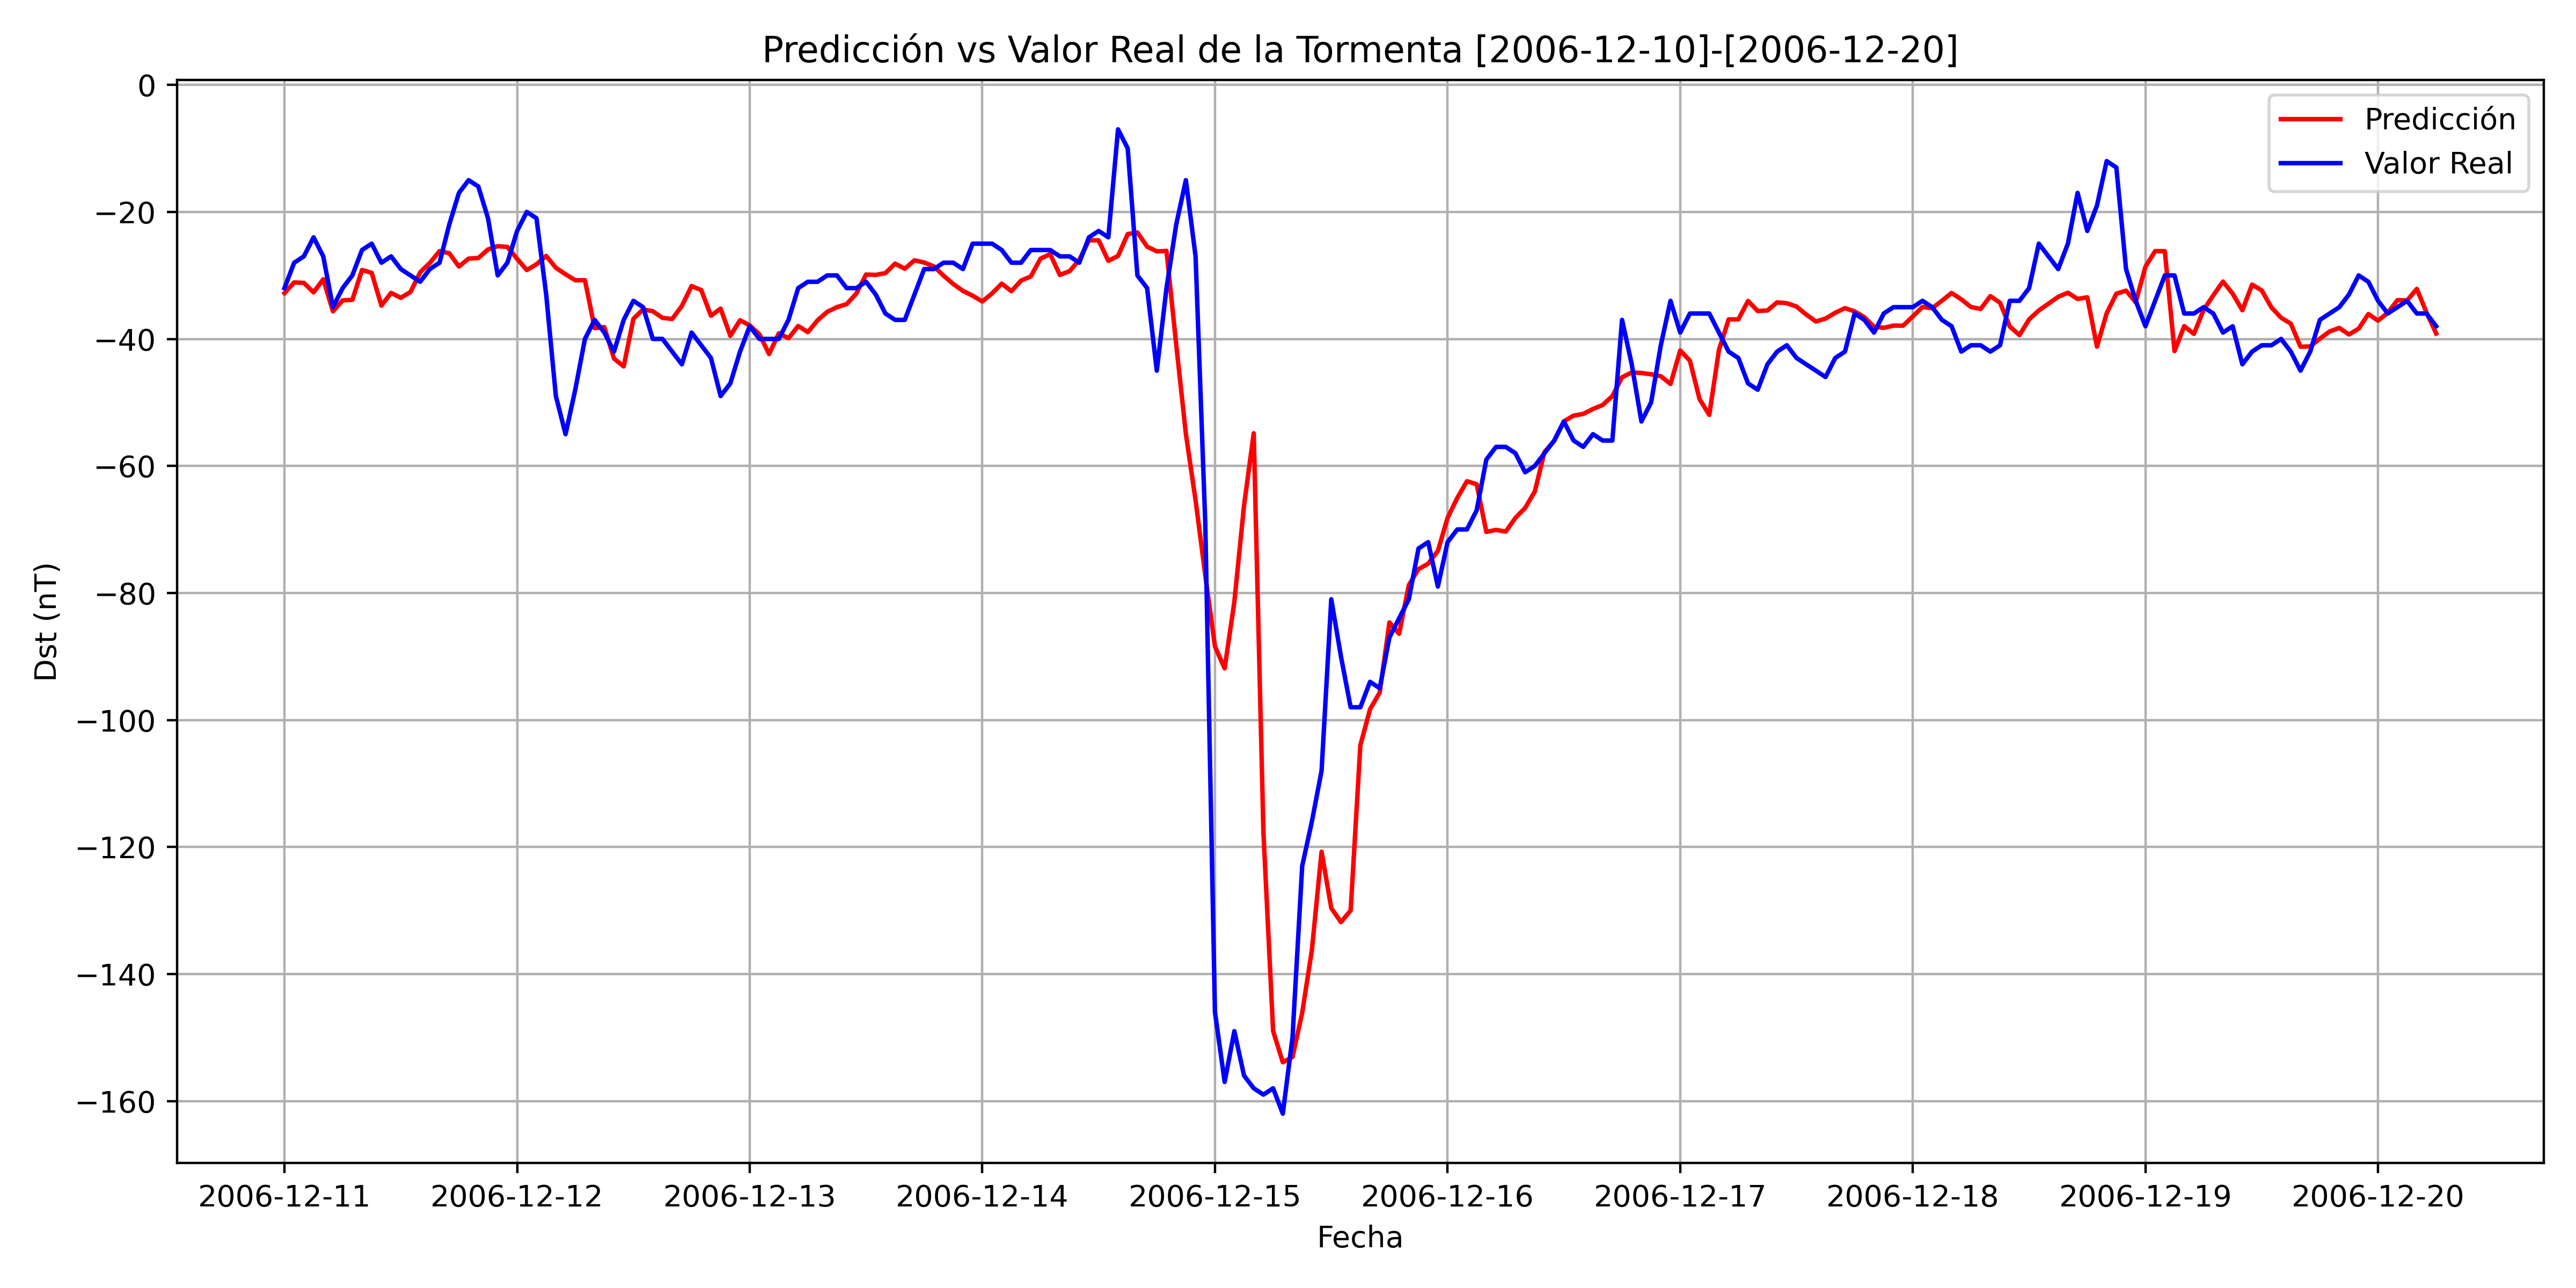 Predicción vs Valor Real de la Tormenta [2006-12-10]-[2006-12-20]
Predicción
Valor Real
0
−20
−40
−60
−80
−100
−120
−140
−160
Dst (nT)
2006-12-11 2006-12-12 2006-12-13 2006-12-14 2006-12-15 2006-12-16 2006-12-17 2006-12-18 2006-12-19 2006-12-20
Fecha